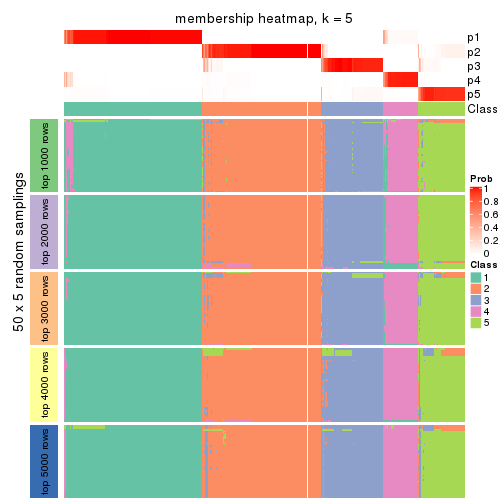 membership heatmap, k = 5
p1
p2
p3
p4
p5
Class
50 x 5 random samplings
top 1000 rows
top 2000 rows
top 3000 rows
top 4000 rows
top 5000 rows
Prob
1
0.8
0.6
0.4
0.2
0
Class
1
2
3
4
5